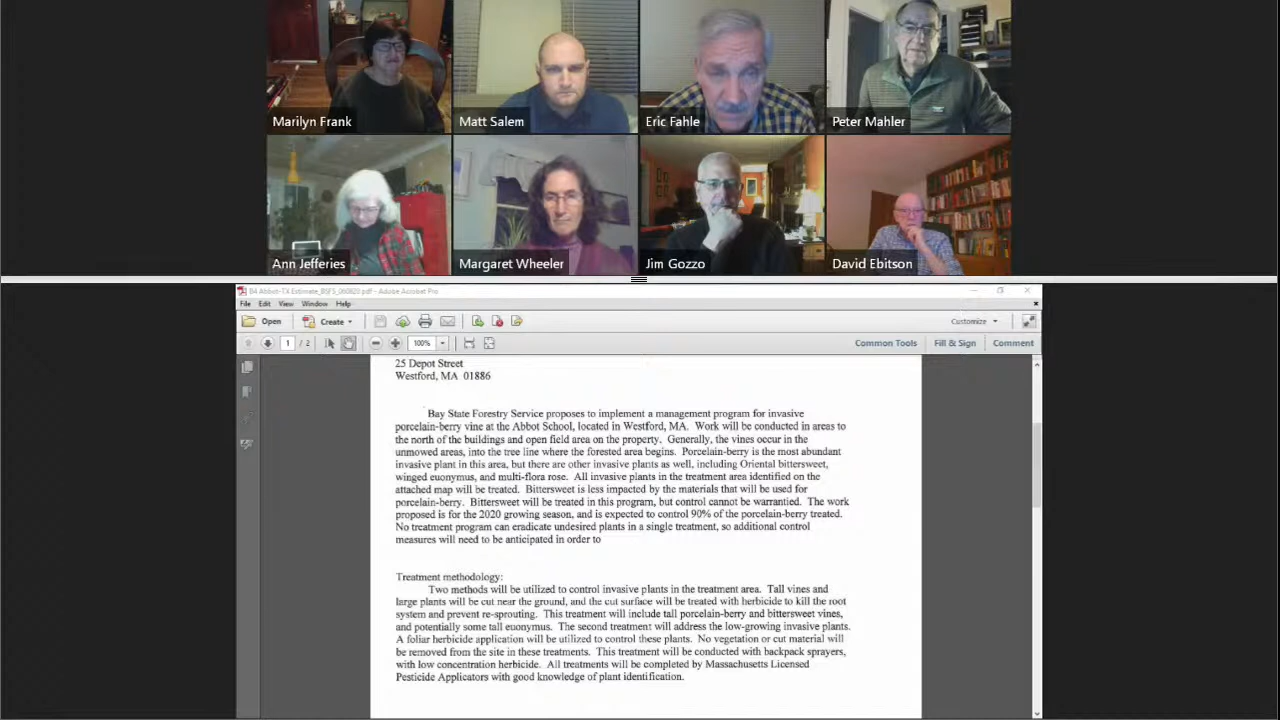 Marilyn Frank
Matt Salem
Eric Fahle
Peter Mahler
Ann Jefferies
Margaret Wheeler
Jim Gozzo
David Ebitson
B4 Abbot-TX Estimate_BSFS_060820.pdf - Adobe Acrobat Pro
File Edit View Window Help
Open Create Customize
1 / 2 100% Common Tools Fill & Sign Comment
25 Depot Street
Westford, MA 01886
Bay State Forestry Service proposes to implement a management program for invasive
porcelain-berry vine at the Abbot School, located in Westford, MA. Work will be conducted in areas to
the north of the buildings and open field area on the property. Generally, the vines occur in the
unmowed areas, into the tree line where the forested area begins. Porcelain-berry is the most abundant
invasive plant in this area, but there are other invasive plants as well, including Oriental bittersweet,
winged euonymus, and multi-flora rose. All invasive plants in the treatment area identified on the
attached map will be treated. Bittersweet is less impacted by the materials that will be used for
porcelain-berry. Bittersweet will be treated in this program, but control cannot be warrantied. The work
proposed is for the 2020 growing season, and is expected to control 90% of the porcelain-berry treated.
No treatment program can eradicate undesired plants in a single treatment, so additional control
measures will need to be anticipated in order to
Treatment methodology:
Two methods will be utilized to control invasive plants in the treatment area. Tall vines and
large plants will be cut near the ground, and the cut surface will be treated with herbicide to kill the root
system and prevent re-sprouting. This treatment will include tall porcelain-berry and bittersweet vines,
and potentially some tall euonymus. The second treatment will address the low-growing invasive plants.
A foliar herbicide application will be utilized to control these plants. No vegetation or cut material will
be removed from the site in these treatments. This treatment will be conducted with backpack sprayers,
with low concentration herbicide. All treatments will be completed by Massachusetts Licensed
Pesticide Applicators with good knowledge of plant identification.